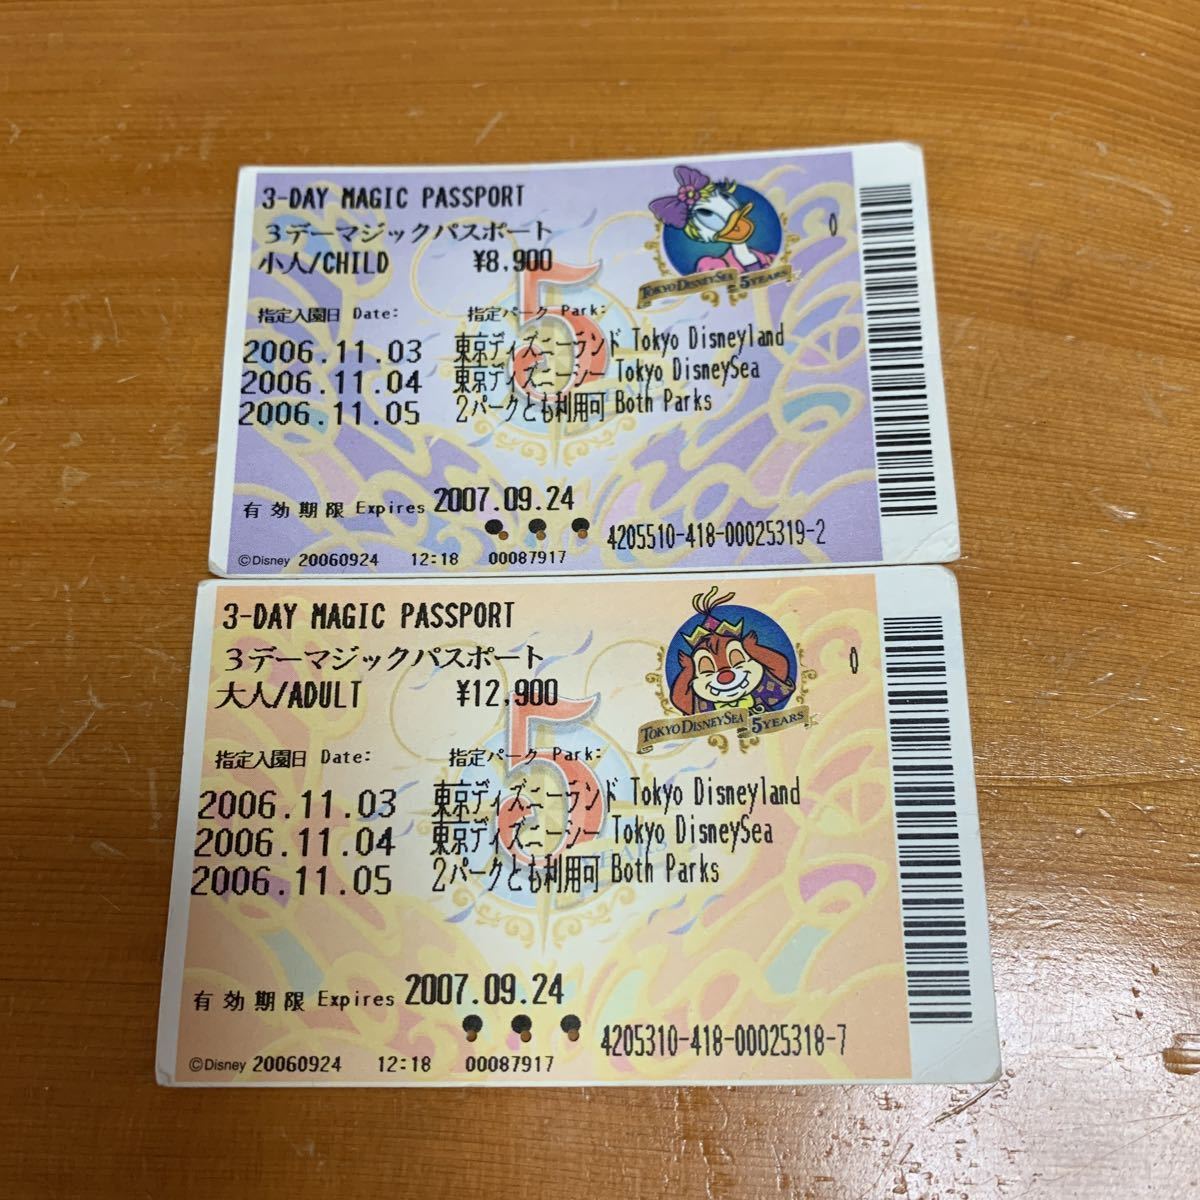 3-DAY MAGIC PASSPORT
3デーマジックパスポート
小人/CHILD ¥8,900
TOKYO DISNEYSEA 5 YEARS
0
指定入園日 Date: 指定パーク Park:
2006.11.03 東京ディズニーランド Tokyo Disneyland
2006.11.04 東京ディズニーシー Tokyo DisneySea
2006.11.05 2パークとも利用可 Both Parks
5
有効期限 Expires 2007.09.24
4205510-418-00025319-2
©Disney 20060924 12:18 00087917
3-DAY MAGIC PASSPORT
3デーマジックパスポート
大人/ADULT ¥12,900
TOKYO DISNEYSEA 5 YEARS
0
指定入園日 Date: 指定パーク Park:
2006.11.03 東京ディズニーランド Tokyo Disneyland
2006.11.04 東京ディズニーシー Tokyo DisneySea
2006.11.05 2パークとも利用可 Both Parks
5
YEARS
有効期限 Expires 2007.09.24
4205310-418-00025318-7
©Disney 20060924 12:18 00087917